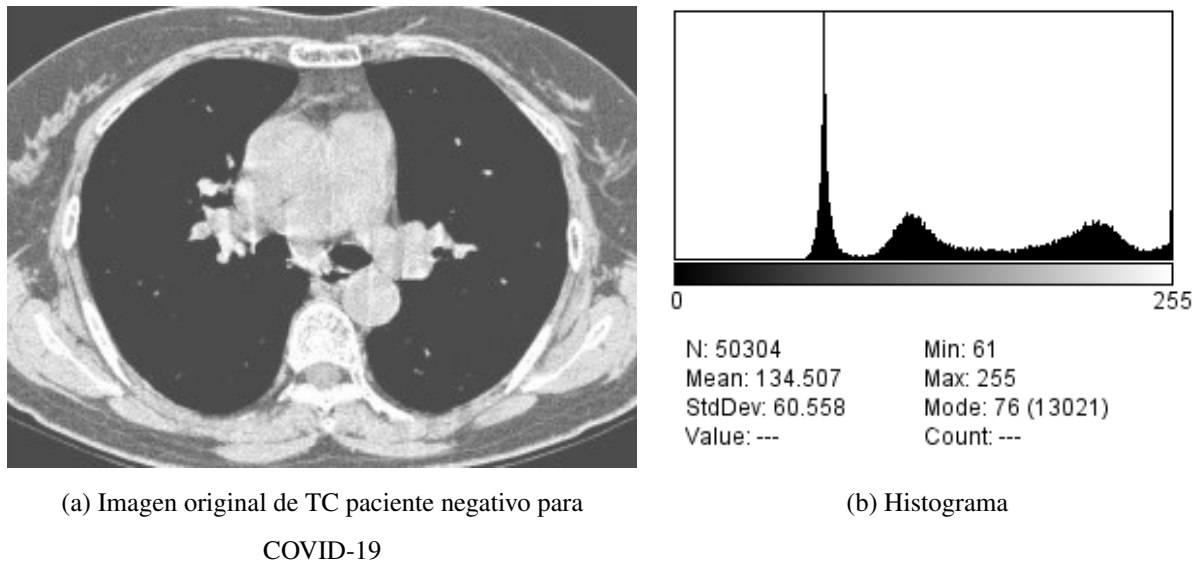 0
255
N: 50304
Min: 61
Mean: 134.507
Max: 255
StdDev: 60.558
Mode: 76 (13021)
Value: ---
Count: ---
(a) Imagen original de TC paciente negativo para
COVID-19
(b) Histograma